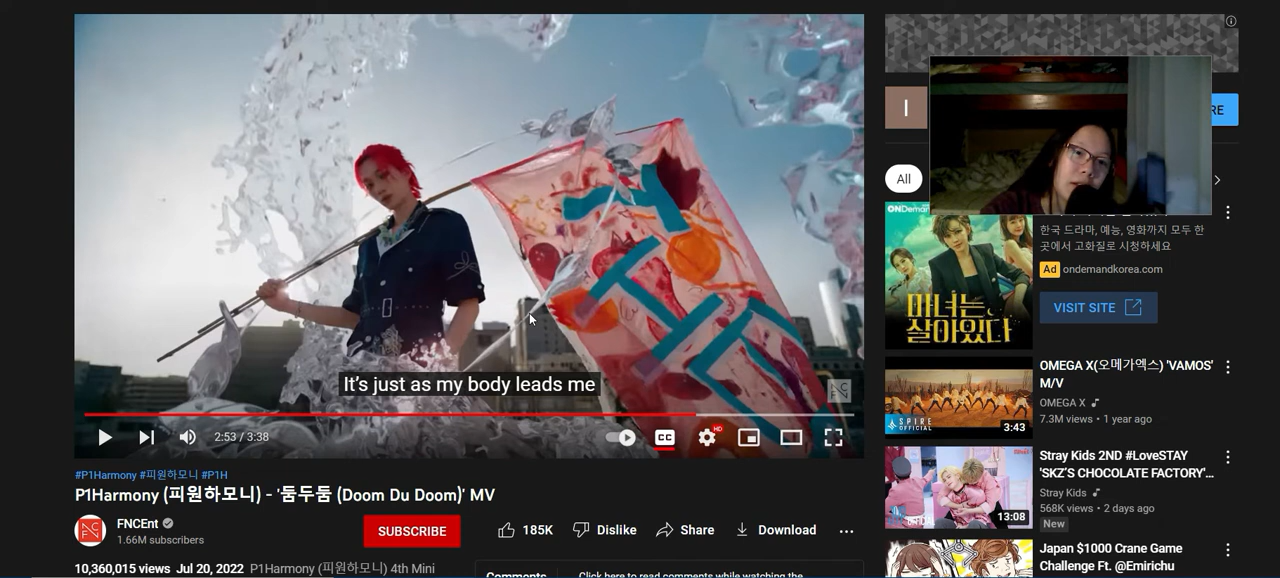 It's just as my body leads me
2:53 / 3:38
CC
HD
#P1Harmony #피원하모니 #P1H
P1Harmony (피원하모니) - '둠두둠 (Doom Du Doom)' MV
FNCEnt
1.66M subscribers
SUBSCRIBE
185K
Dislike
Share
Download
10,360,015 views Jul 20, 2022 P1Harmony (피원하모니) 4th Mini
Comments
Click here to read comments while watching the
I
RE
All
ONDeman
마녀는
살아있다
한국 드라마, 예능, 영화까지 모두 한
곳에서 고화질로 시청하세요
Ad ondemandkorea.com
VISIT SITE
SPIRE
OFFICIAL
3:43
OMEGA X(오메가엑스) 'VAMOS'
M/V
OMEGA X
7.3M views • 1 year ago
13:08
Stray Kids 2ND #LoveSTAY
'SKZ'S CHOCOLATE FACTORY'...
Stray Kids
568K views • 2 days ago
New
Japan $1000 Crane Game
Challenge Ft. @Emirichu